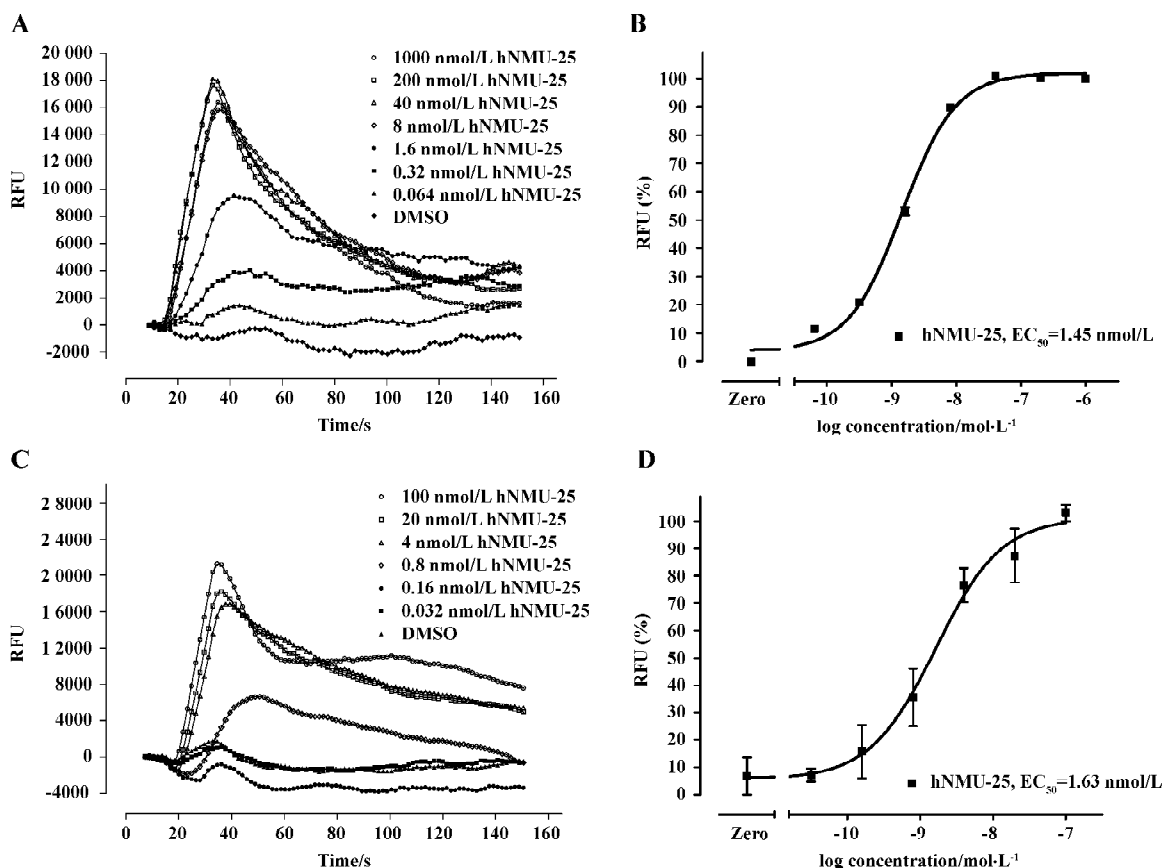 A
RFU
20 000
18 000
16 000
14 000
12 000
10 000
8000
6000
4000
2000
0
-2000
1000 nmol/L hNMU-25
200 nmol/L hNMU-25
40 nmol/L hNMU-25
8 nmol/L hNMU-25
1.6 nmol/L hNMU-25
0.32 nmol/L hNMU-25
0.064 nmol/L hNMU-25
DMSO
0 20 40 60 80 100 120 140 160
Time/s
B
RFU (%)
100
90
80
70
60
50
40
30
20
10
0
hNMU-25, EC50=1.45 nmol/L
Zero -10 -9 -8 -7 -6
log concentration/mol·L-1
C
RFU
2 8000
2 4000
2 0000
1 6000
1 2000
8000
4000
0
-4000
100 nmol/L hNMU-25
20 nmol/L hNMU-25
4 nmol/L hNMU-25
0.8 nmol/L hNMU-25
0.16 nmol/L hNMU-25
0.032 nmol/L hNMU-25
DMSO
0 20 40 60 80 100 120 140 160
Time/s
D
RFU (%)
100
90
80
70
60
50
40
30
20
10
0
hNMU-25, EC50=1.63 nmol/L
Zero -10 -9 -8 -7
log concentration/mol·L-1